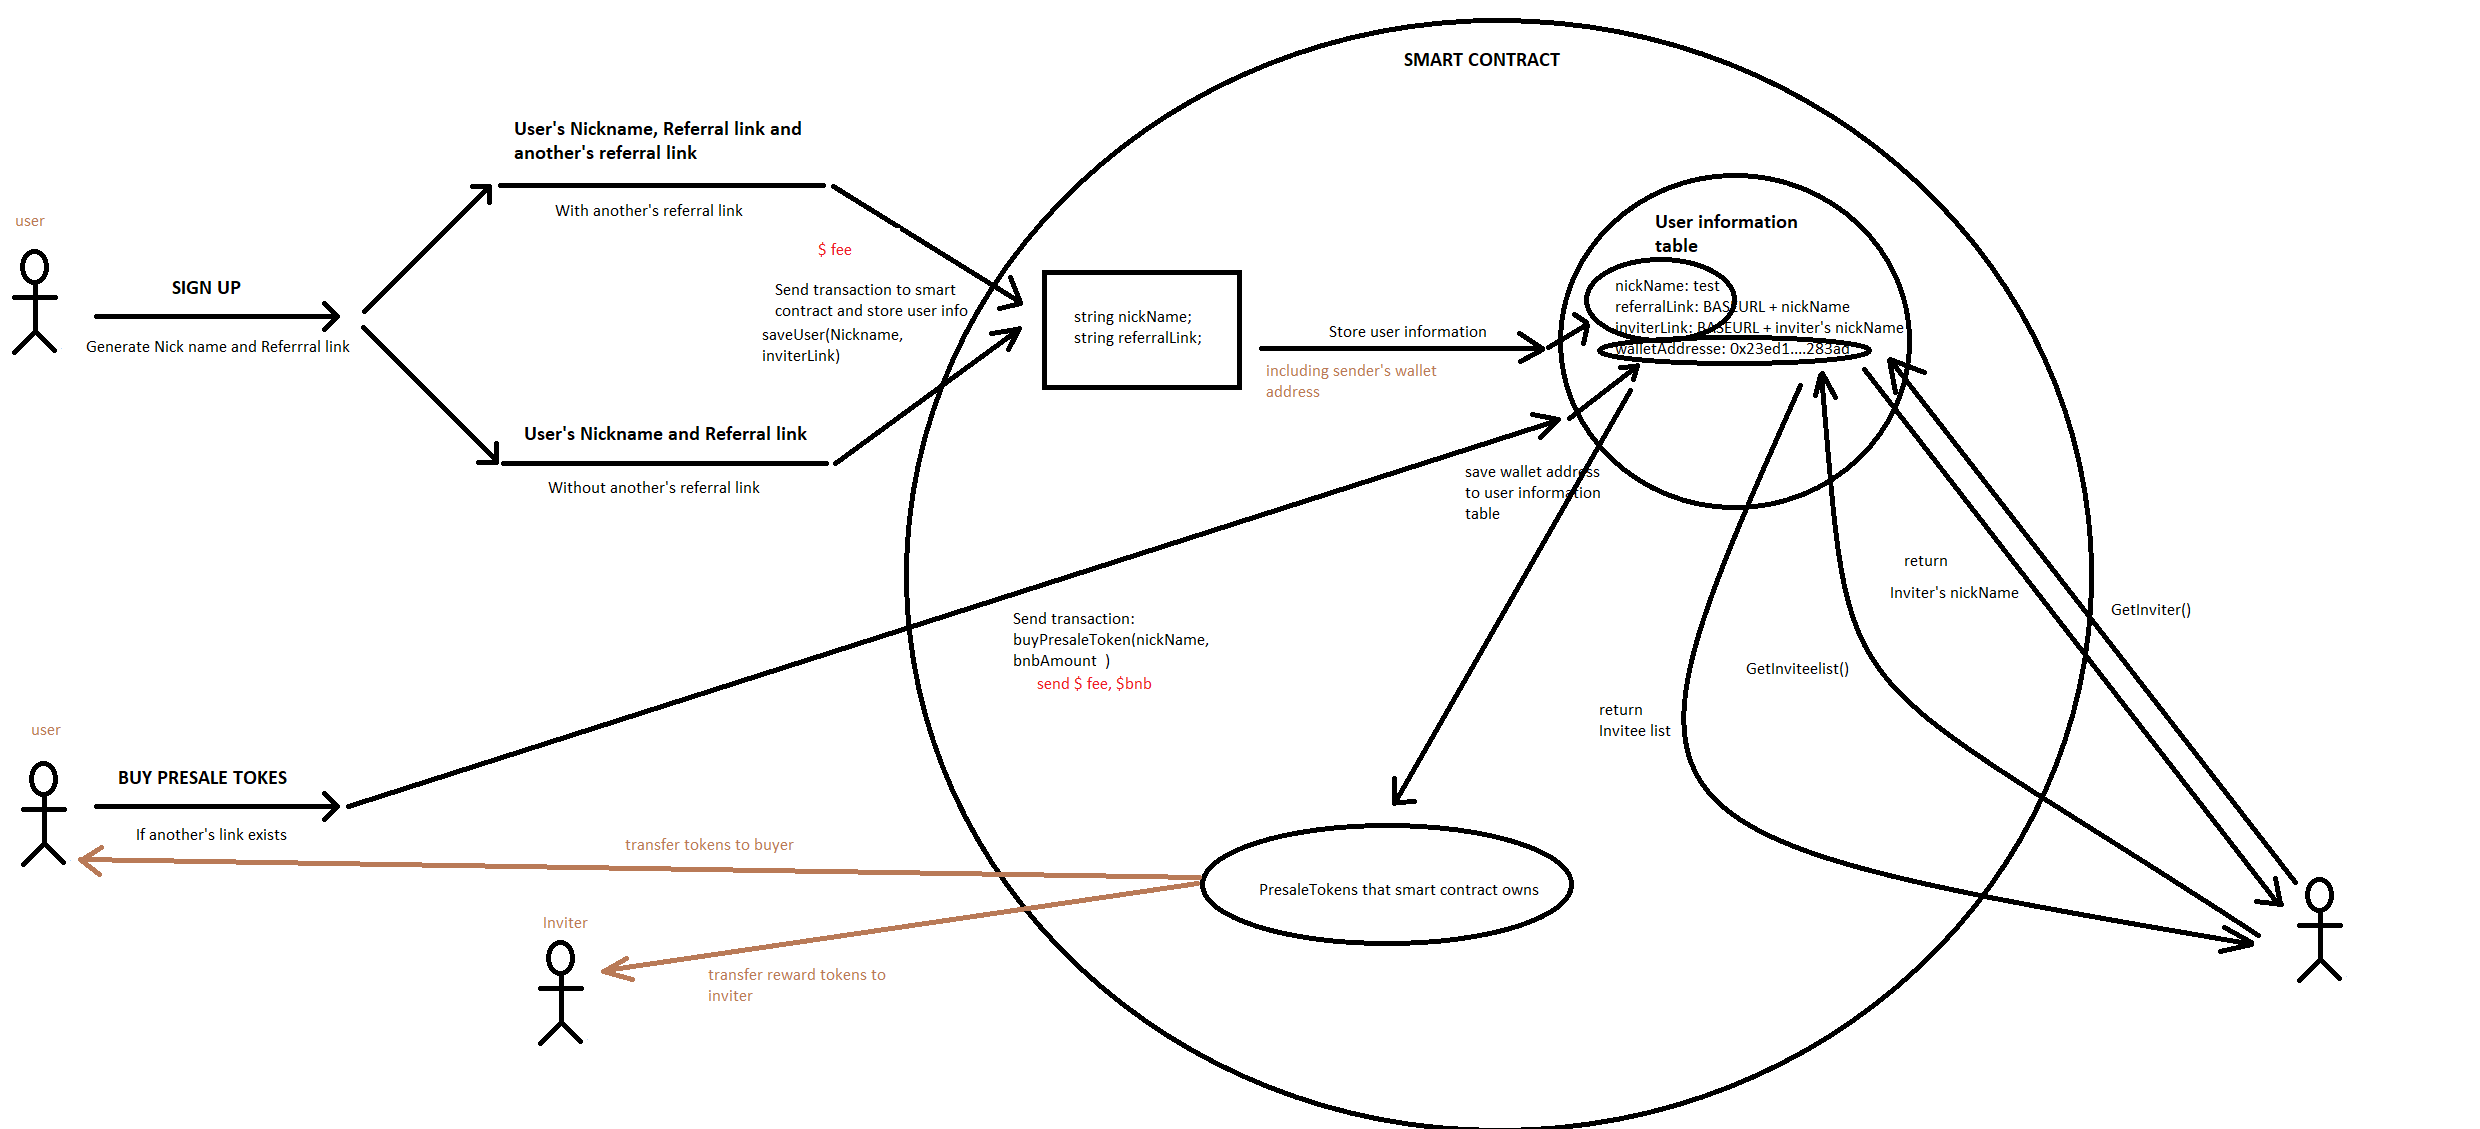 SMART CONTRACT
User's Nickname, Referral link and
another's referral link
With another's referral link
user
$ fee
SIGN UP
Send transaction to smart
contract and store user info
saveUser(Nickname,
inviterLink)
Generate Nick name and Referrral link
User's Nickname and Referral link
Without another's referral link
string nickName;
string referralLink;
Store user information
including sender's wallet
address
User information
table
nickName: test
referralLink: BASEURL + nickName
inviterLink: BASEURL + inviter's nickName
walletAddresse: 0x23ed1....283ad
save wallet address
to user information
table
return
Inviter's nickName
GetInviter()
Send transaction:
buyPresaleToken(nickName,
bnbAmount  )
send $ fee, $bnb
GetInviteelist()
return
Invitee list
user
BUY PRESALE TOKES
If another's link exists
transfer tokens to buyer
PresaleTokens that smart contract owns
Inviter
transfer reward tokens to
inviter